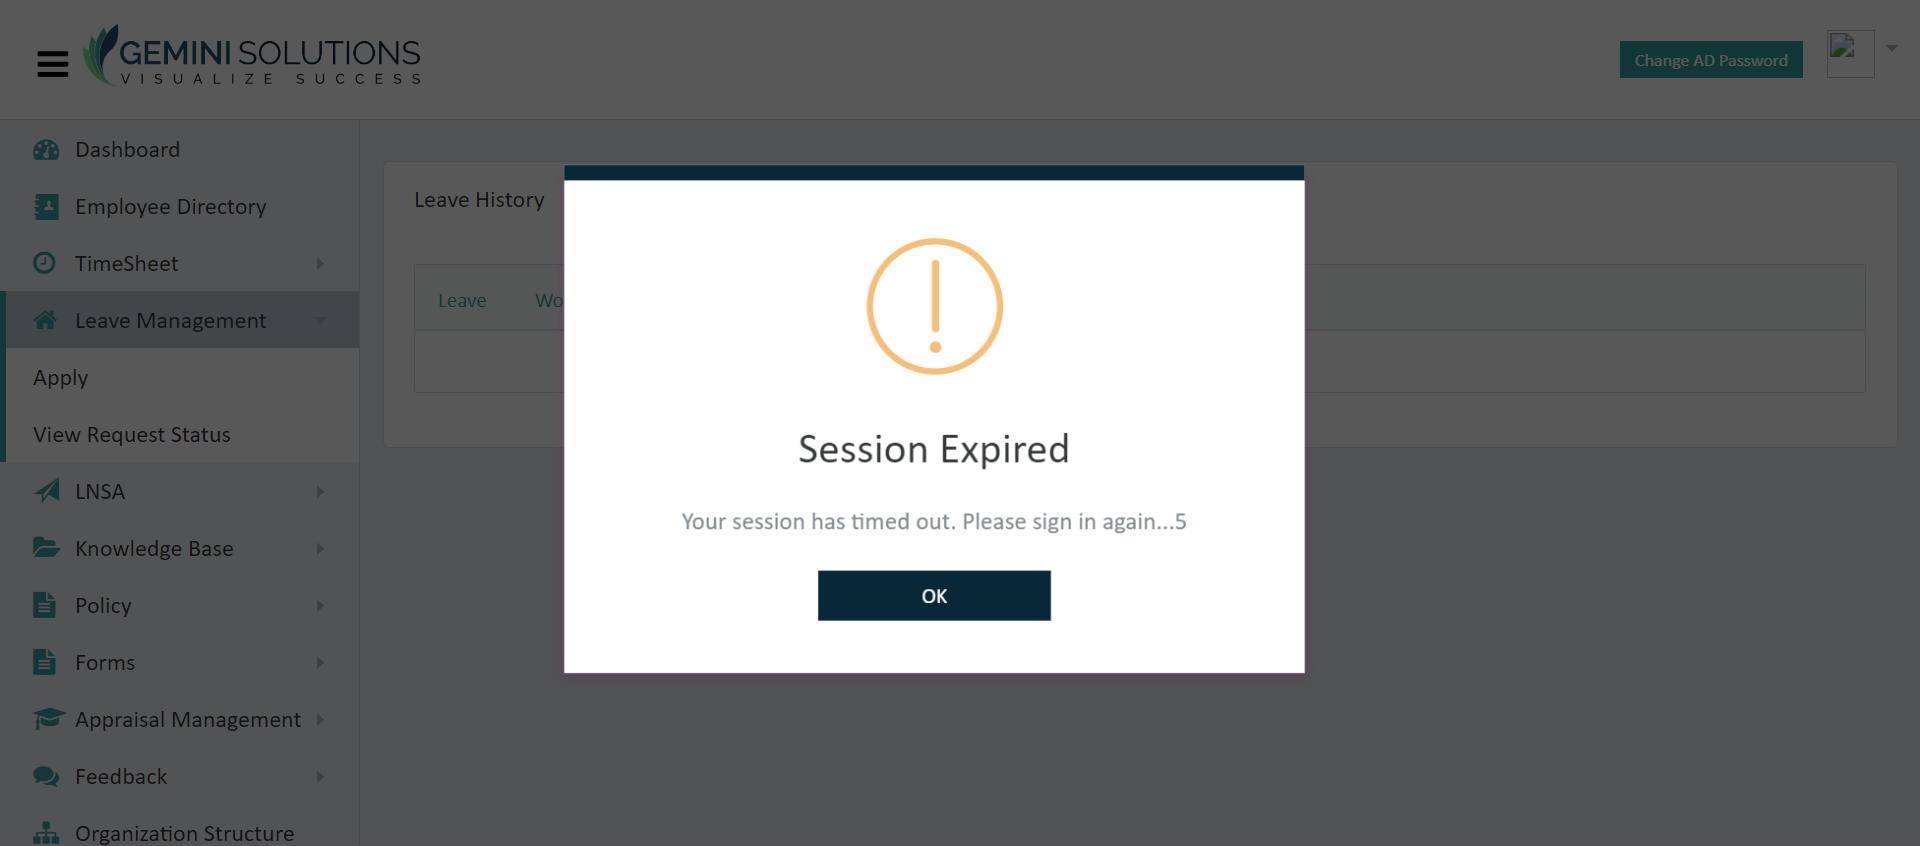 GEMINI SOLUTIONS
VISUALIZE SUCCESS
Change AD Password
Dashboard
Employee Directory
TimeSheet
Leave Management
Apply
View Request Status
LNSA
Knowledge Base
Policy
Forms
Appraisal Management
Feedback
Organization Structure
Leave History
Leave Wo
Session Expired
Your session has timed out. Please sign in again...5
OK